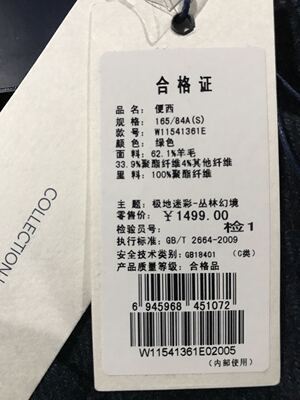 合格证
品名：便西
规格：165/84A(S)
款号：W11541361E
颜色：绿色
面料：62.1%羊毛
33.9%聚酯纤维4%其他纤维
里料：100%聚酯纤维
主题：极地迷彩-丛林幻境
零售价：￥1499.00
检验员号：检1
执行标准：GB/T 2664-2009
安全技术类别：GB18401 (C类)
产品质量等级：合格品
6 945968 451072
W11541361E02005
(内部使用)
COLLECTION